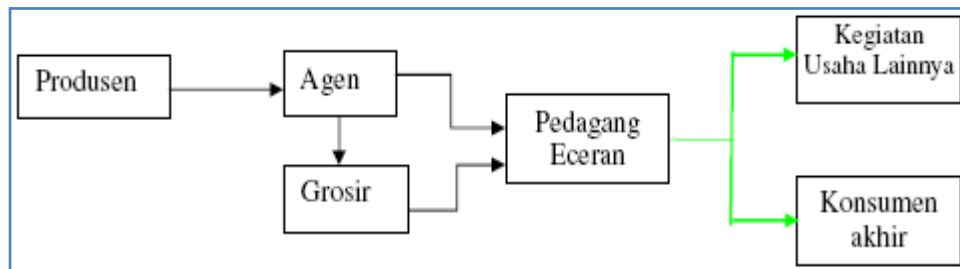 Produsen
Agen
Grosir
Pedagang
Eceran
Kegiatan
Usaha Lainnya
Konsumen
akhir